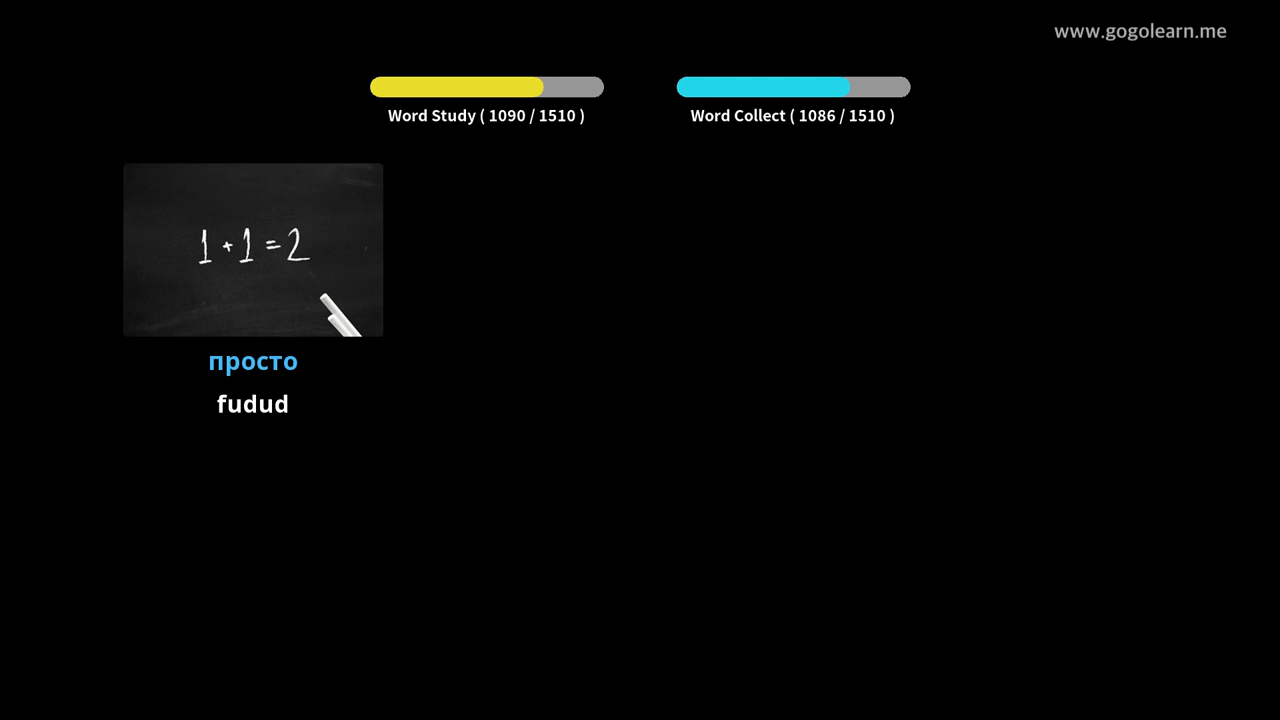 www.gogolearn.me
Word Study ( 1090 / 1510 )
Word Collect ( 1086 / 1510 )
1 + 1 = 2
просто
fudud